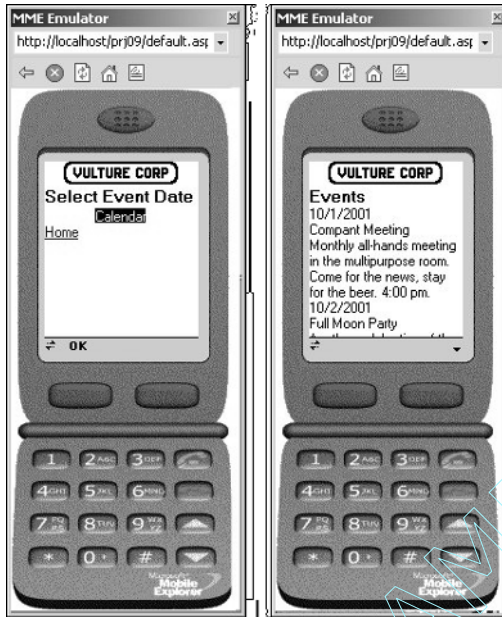 MME Emulator
http://localhost/prj09/default.asp
VULTURE CORP
Select Event Date
Calendar
Home
OK
1 2ABC 3DEF
4GHI 5JKL 6MNO
7 8TUV 9
* 0 #
Microsoft
Mobile
Explorer
MME Emulator
http://localhost/prj09/default.asp
VULTURE CORP
Events
10/1/2001
Compant Meeting
Monthly all-hands meeting
in the multipurpose room.
Come for the news, stay
for the beer. 4:00 pm.
10/2/2001
Full Moon Party
1 2ABC 3DEF
4GHI 5JKL 6MNO
7 8TUV 9
* 0 #
Microsoft
Mobile
Explorer